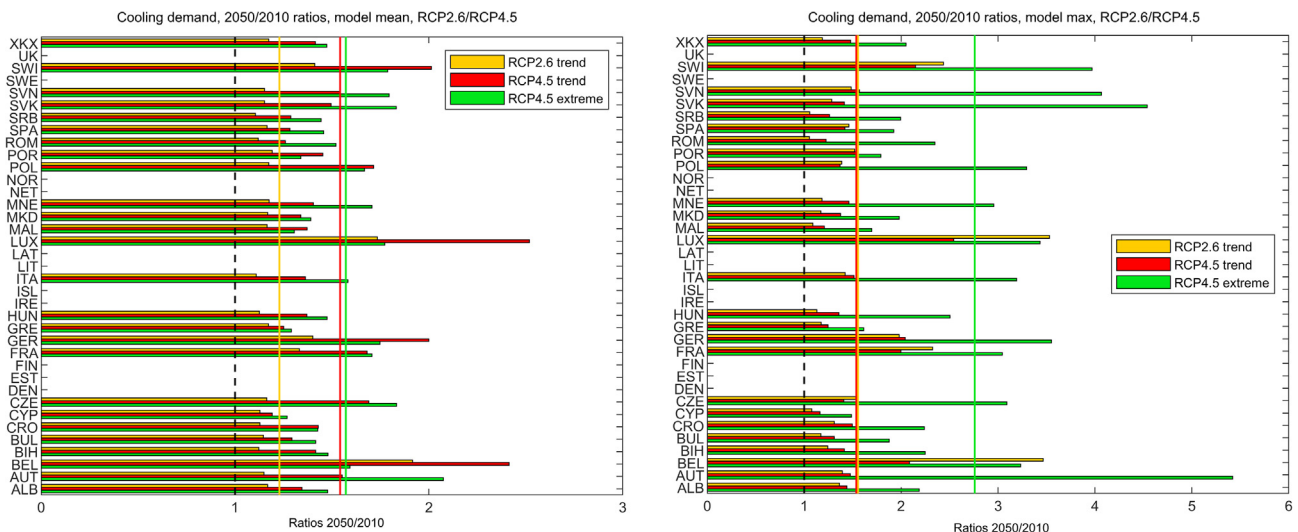 Cooling demand, 2050/2010 ratios, model mean, RCP2.6/RCP4.5
XKX
UK
SWI
SWE
SVN
SVK
SRB
SPA
ROM
POR
POL
NOR
NET
MNE
MKD
MAL
LUX
LAT
LIT
ITA
ISL
IRE
HUN
GRE
GER
FRA
FIN
EST
DEN
CZE
CYP
CRO
BUL
BIH
BEL
AUT
ALB
RCP2.6 trend
RCP4.5 trend
RCP4.5 extreme
0 1 2 3
Ratios 2050/2010
Cooling demand, 2050/2010 ratios, model max, RCP2.6/RCP4.5
XKX
UK
SWI
SWE
SVN
SVK
SRB
SPA
ROM
POR
POL
NOR
NET
MNE
MKD
MAL
LUX
LAT
LIT
ITA
ISL
IRE
HUN
GRE
GER
FRA
FIN
EST
DEN
CZE
CYP
CRO
BUL
BIH
BEL
AUT
ALB
RCP2.6 trend
RCP4.5 trend
RCP4.5 extreme
0 1 2 3 4 5 6
Ratios 2050/2010